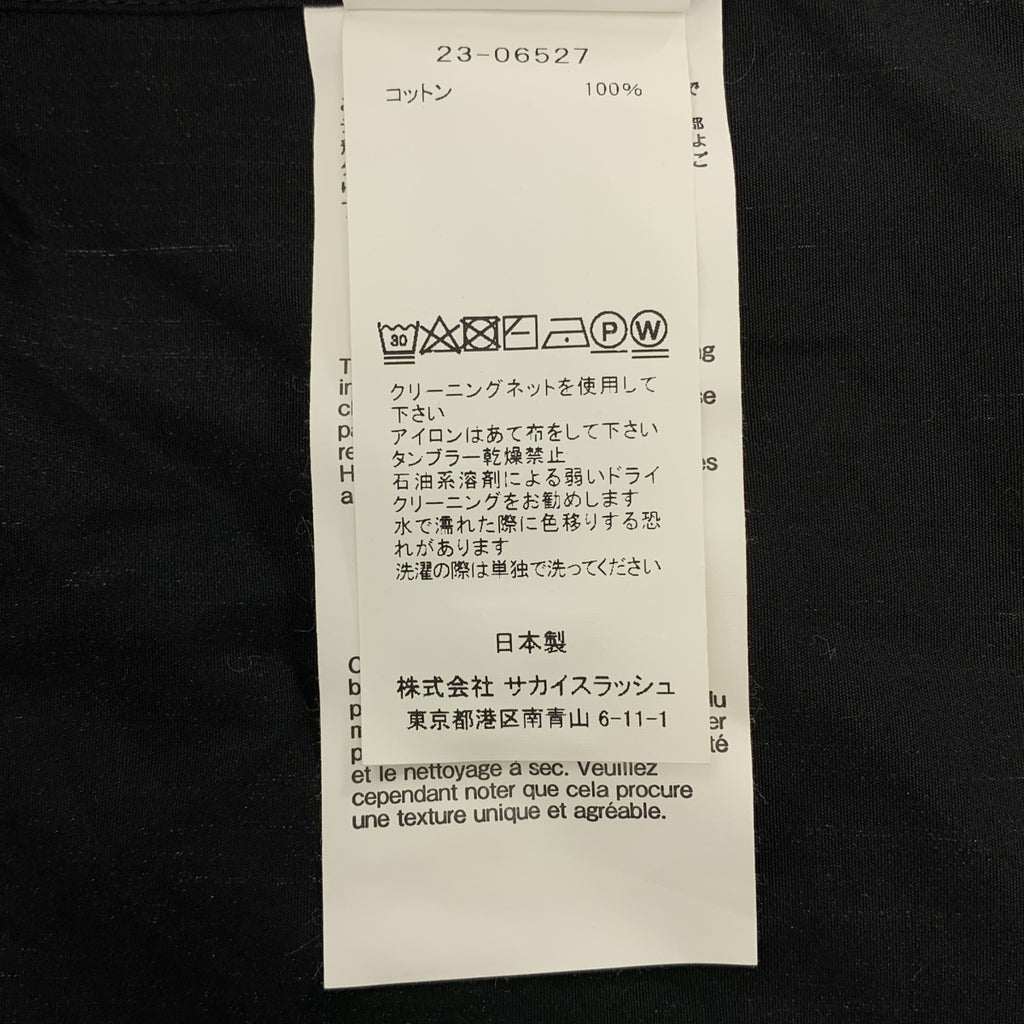 23-06527
コットン 100%
30
P
W
クリーニングネットを使用して
下さい
アイロンはあて布をして下さい
タンブラー乾燥禁止
石油系溶剤による弱いドライ
クリーニングをお勧めします
水で濡れた際に色移りする恐
れがあります
洗濯の際は単独で洗ってください
日本製
株式会社 サカイスラッシュ
東京都港区南青山 6-11-1
et le nettoyage à sec. Veuillez
cependant noter que cela procure
une texture unique et agréable.